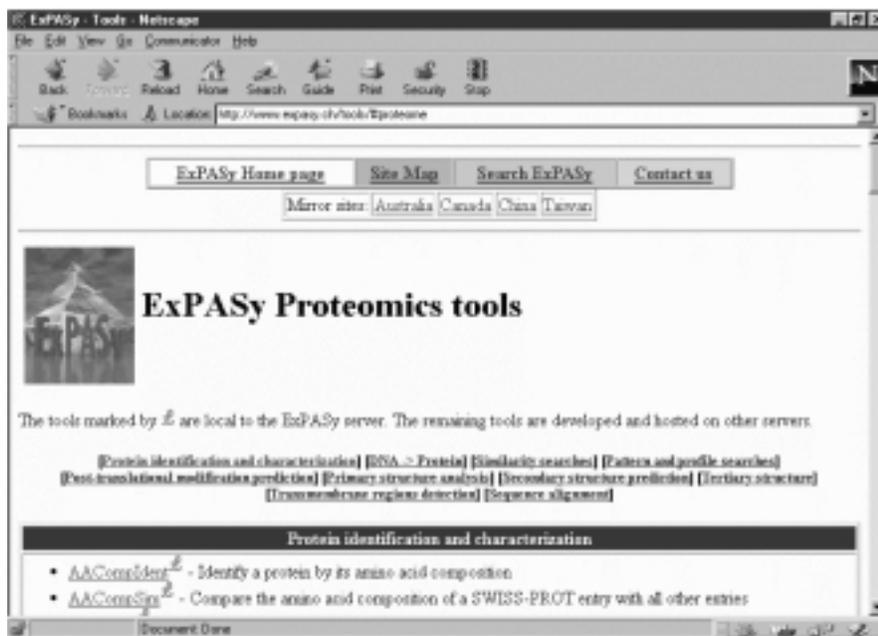 ExPASy - Tools - Netscape
File Edit View Go Communicator Help
Back Forward Reload Home Search Guide Print Security Stop
N
Bookmarks Location: http://www.expasy.ch/tools/#proteome
ExPASy Home page Site Map Search ExPASy Contact us
Mirror sites: Australia Canada China Taiwan
ExPASy
ExPASy Proteomics tools
The tools marked by are local to the ExPASy server. The remaining tools are developed and hosted on other servers.
[Protein identification and characterization] [DNA -> Protein] [Similarity searches] [Pattern and profile searches]
[Post-translational modification prediction] [Primary structure analysis] [Secondary structure prediction] [Tertiary structure]
[Transmembrane regions detection] [Sequence alignment]
Protein identification and characterization
• AACompIdent - Identify a protein by its amino acid composition
• AACompSim - Compare the amino acid composition of a SWISS-PROT entry with all other entries
Document Done